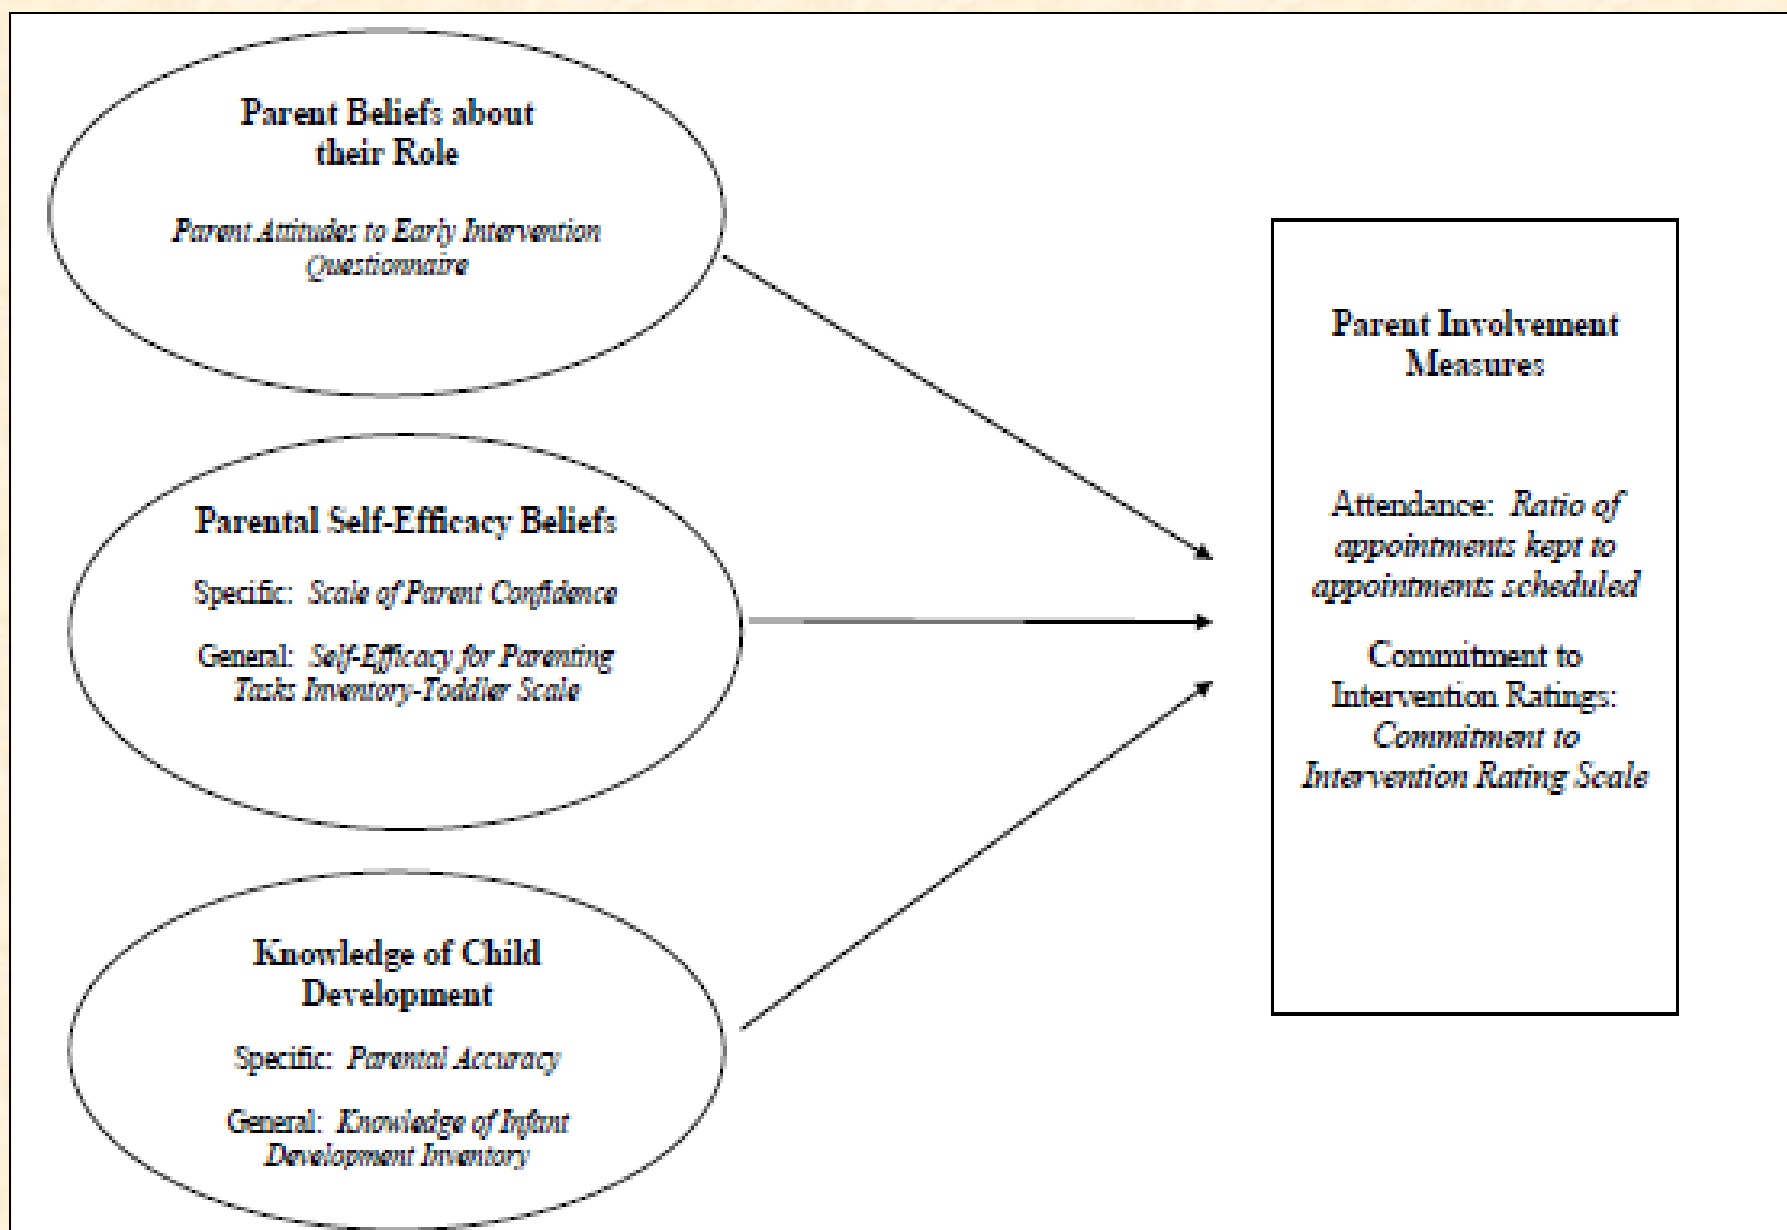 Parent Beliefs about
their Role
Parent Attitudes to Early Intervention
Questionnaire
Parental Self-Efficacy Beliefs
Specific: Scale of Parent Confidence
General: Self-Efficacy for Parenting
Tasks Inventory-Toddler Scale
Knowledge of Child
Development
Specific: Parental Accuracy
General: Knowledge of Infant
Development Inventory
Parent Involvement
Measures
Attendance: Ratio of
appointments kept to
appointments scheduled
Commitment to
Intervention Ratings:
Commitment to
Intervention Rating Scale